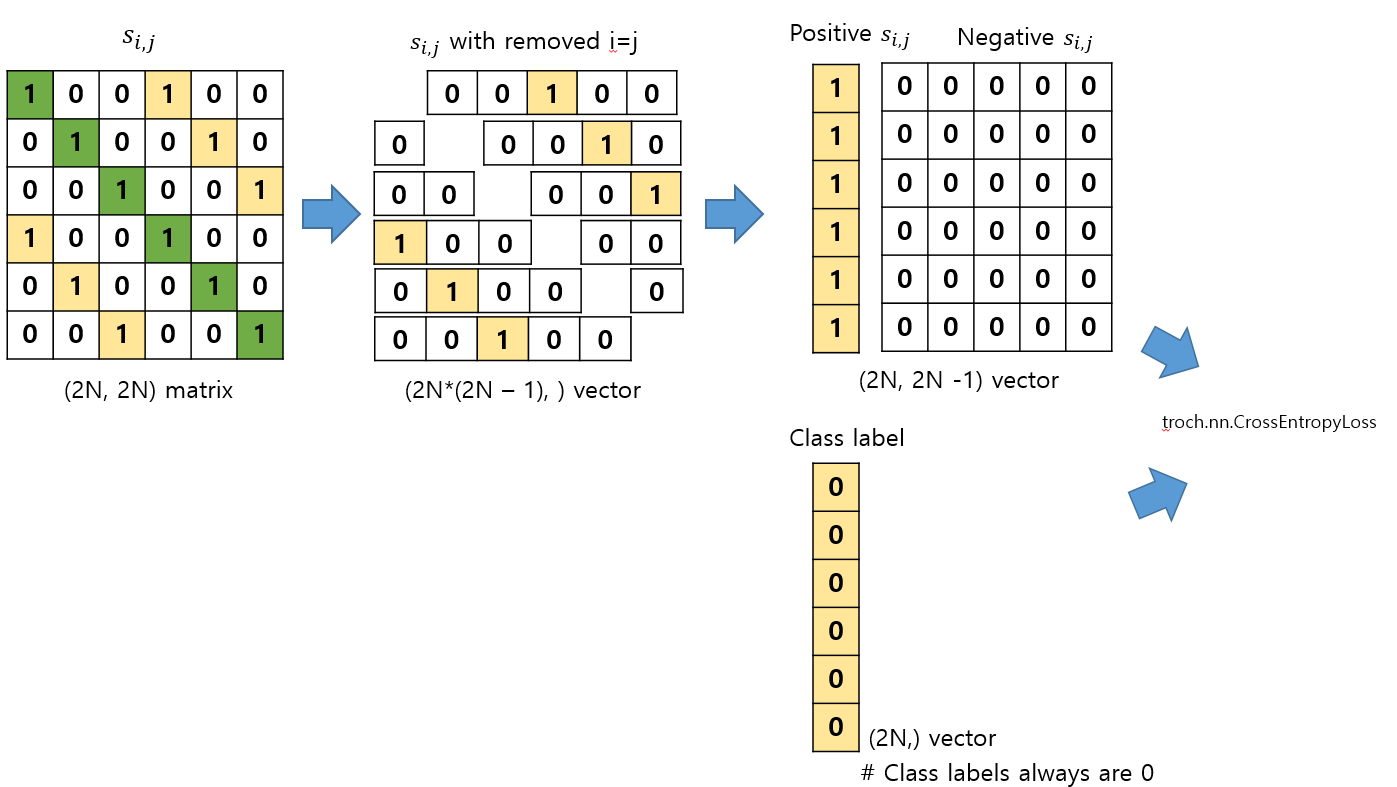 s_{i,j}
1 0 0 1 0 0
0 1 0 0 1 0
0 0 1 0 0 1
1 0 0 1 0 0
0 1 0 0 1 0
0 0 1 0 0 1
(2N, 2N) matrix
s_{i,j} with removed i=j
0 0 1 0 0
0 0 0 1 0
0 0 0 0 1
1 0 0 0 0
0 1 0 0 0
0 0 1 0 0
(2N*(2N – 1), ) vector
Positive s_{i,j} Negative s_{i,j}
1 0 0 0 0 0
1 0 0 0 0 0
1 0 0 0 0 0
1 0 0 0 0 0
1 0 0 0 0 0
1 0 0 0 0 0
(2N, 2N -1) vector
Class label
0
0
0
0
0
0
(2N,) vector
# Class labels always are 0
troch.nn.CrossEntropyLoss